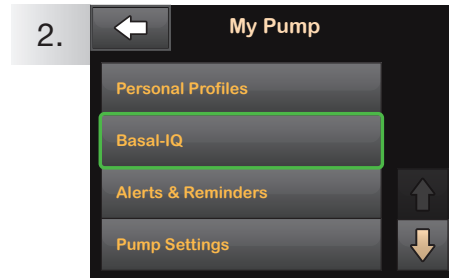 2.
My Pump
Personal Profiles
Basal-IQ
Alerts & Reminders
Pump Settings